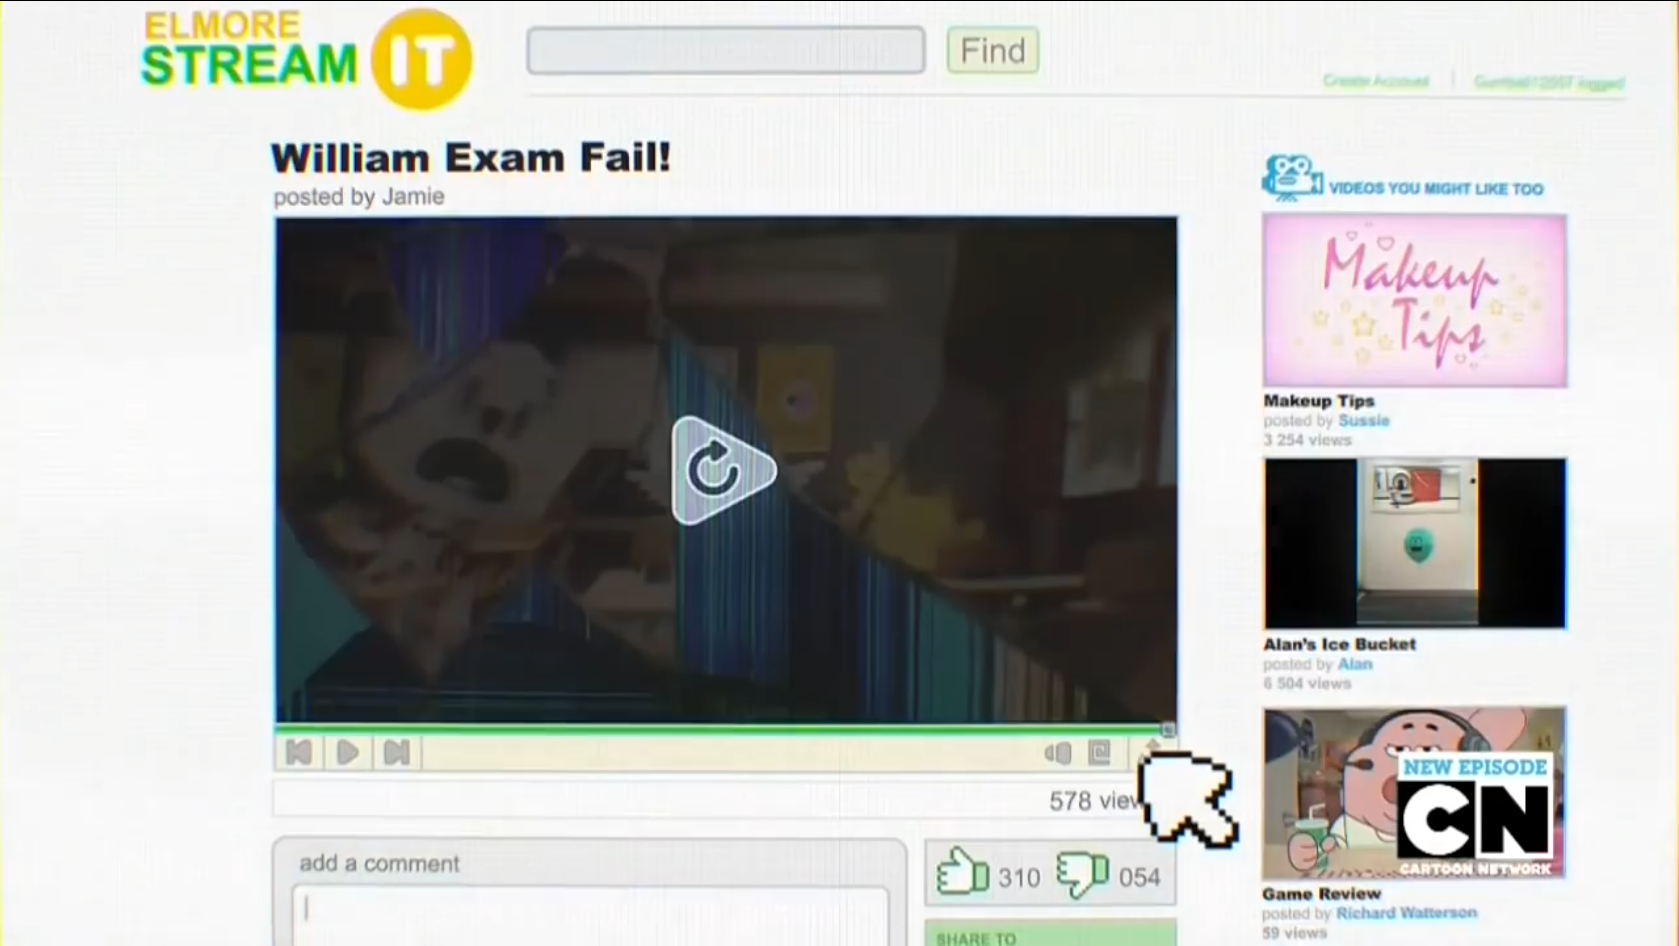 ELMORE
STREAM IT
Find
Create Account
William Exam Fail!
posted by Jamie
VIDEOS YOU MIGHT LIKE TOO
Makeup
Tips
Makeup Tips
posted by Sussie
3 254 views
Alan's Ice Bucket
posted by Alan
6 504 views
578 view
NEW EPISODE
CN
CARTOON NETWORK
add a comment
310
054
Game Review
posted by Richard Watterson
59 views
SHARE TO